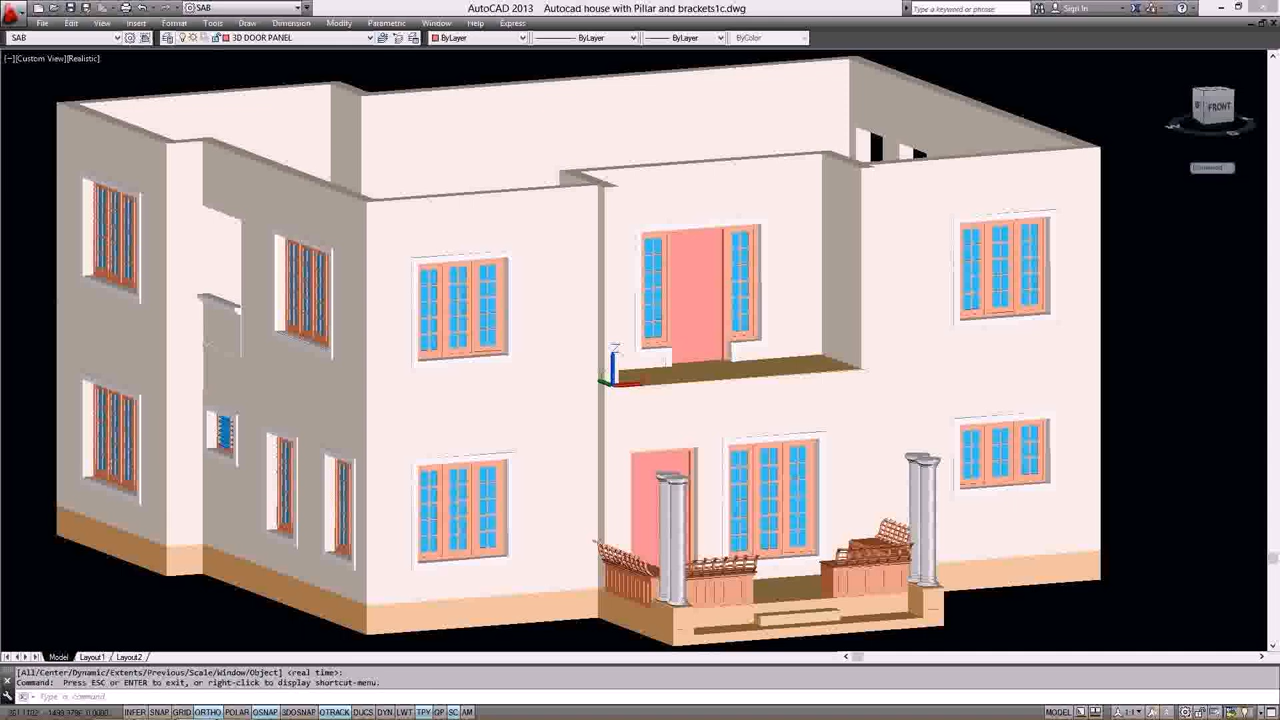 SAB
AutoCAD 2013    Autocad house with Pillar and brackets1c.dwg
Type a keyword or phrase
Sign In
File Edit View Insert Format Tools Draw Dimension Modify Parametric Window Help Express
SAB
3D DOOR PANEL
ByLayer
ByLayer
ByLayer
ByColor
[−][Custom View][Realistic]
FRONT
Z
Model Layout1 Layout2
[All/Center/Dynamic/Extents/Previous/Scale/Window/Object] <real time>:
Command:  Press ESC or ENTER to exit, or right-click to display shortcut-menu.
Type a command
INFER SNAP GRID ORTHO POLAR OSNAP 3DOSNAP OTRACK DUCS DYN LWT TPY QP SC AM
MODEL
1:1